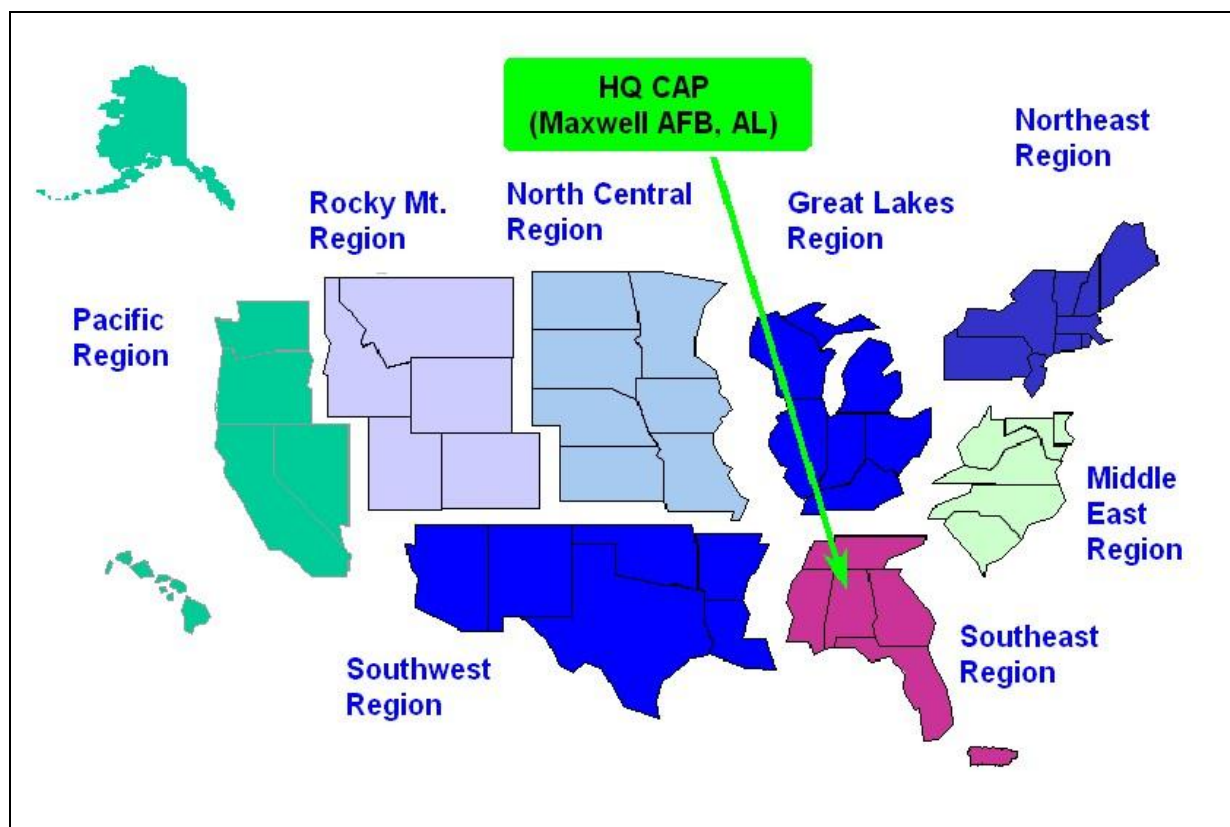 HQ CAP
(Maxwell AFB, AL)
Northeast
Region
North Central
Region
Great Lakes
Region
Rocky Mt.
Region
Pacific
Region
Middle
East
Region
Southeast
Region
Southwest
Region